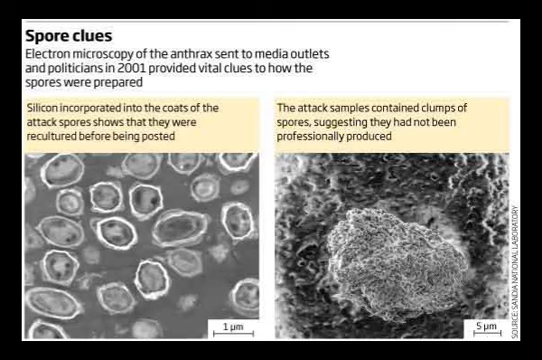 Spore clues
Electron microscopy of the anthrax sent to media outlets
and politicians in 2001 provided vital clues to how the
spores were prepared
Silicon incorporated into the coats of the
attack spores shows that they were
recultured before being posted
The attack samples contained clumps of
spores, suggesting they had not been
professionally produced
1 µm
5 µm
SOURCE: SANDIA NATIONAL LABORATORY